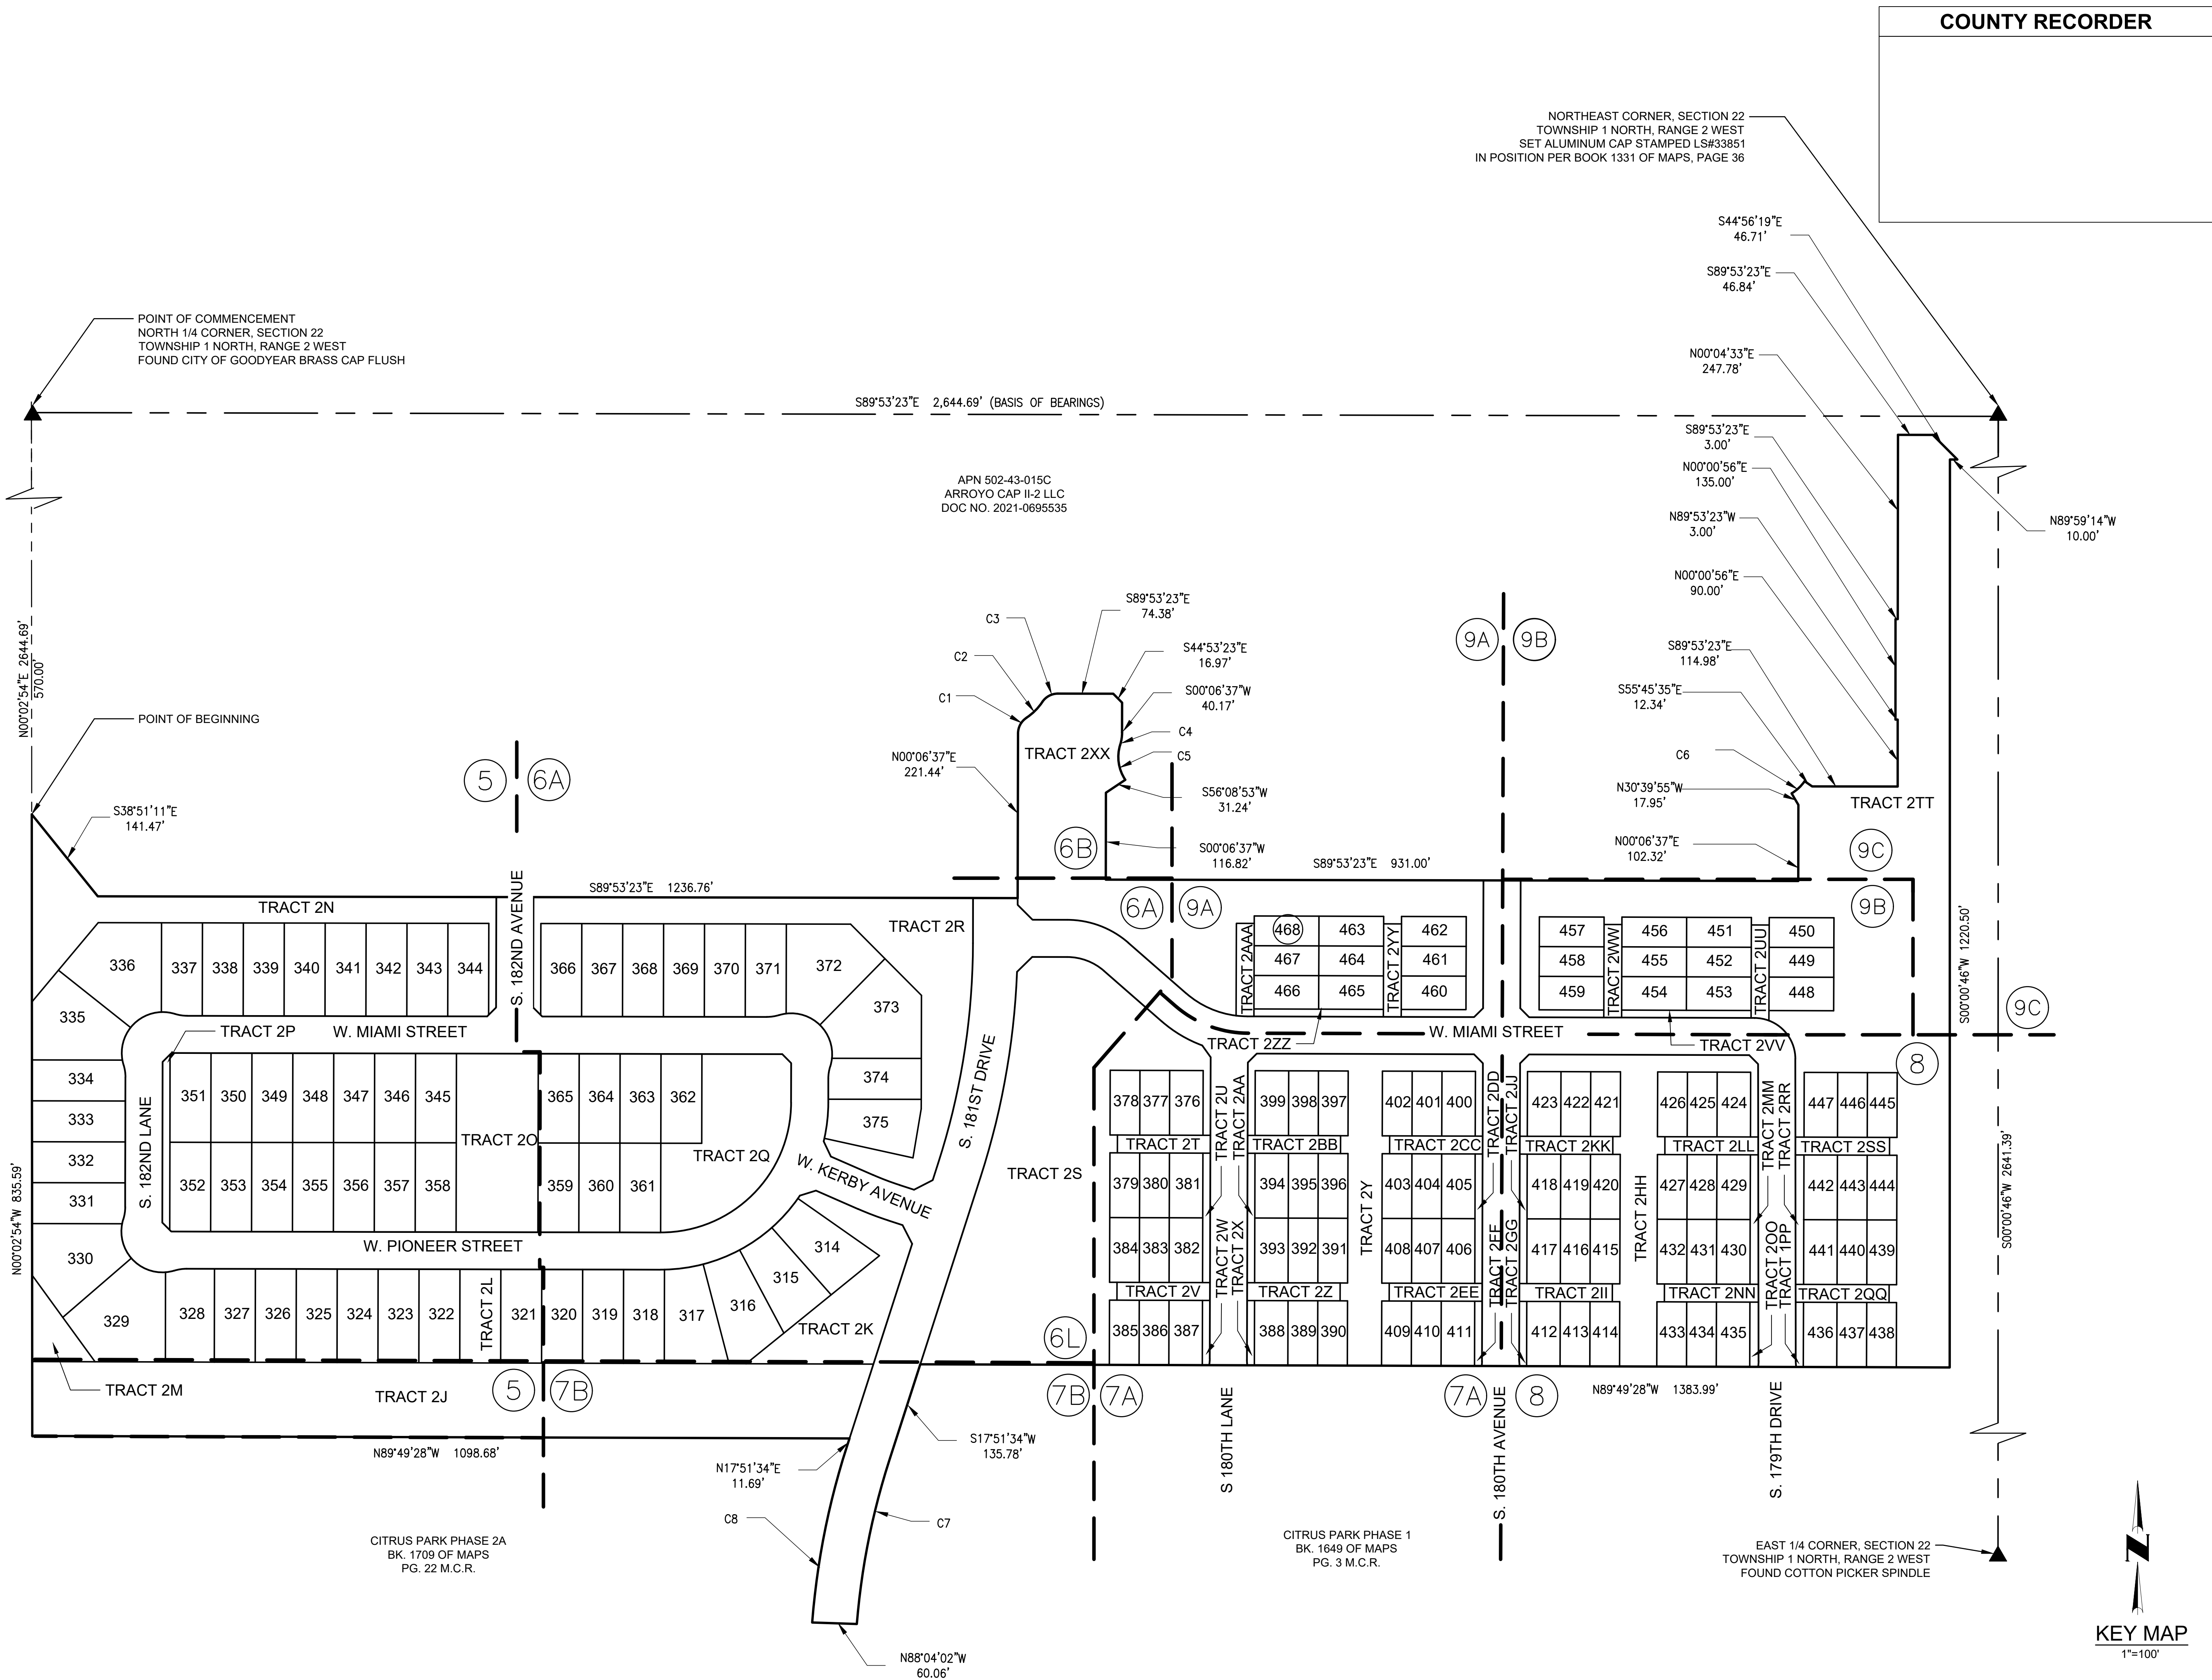 COUNTY RECORDER
NORTHEAST CORNER, SECTION 22
TOWNSHIP 1 NORTH, RANGE 2 WEST
SET ALUMINUM CAP STAMPED LS#33851
IN POSITION PER BOOK 1331 OF MAPS, PAGE 36
S44°56'19"E
46.71'
S89°53'23"E
46.84'
N00°04'33"E
247.78'
POINT OF COMMENCEMENT
NORTH 1/4 CORNER, SECTION 22
TOWNSHIP 1 NORTH, RANGE 2 WEST
FOUND CITY OF GOODYEAR BRASS CAP FLUSH
S89°53'23"E 2,644.69' (BASIS OF BEARINGS)
S89°53'23"E
3.00'
N00°00'56"E
135.00'
N89°53'23"W
3.00'
N89°59'14"W
10.00'
N00°00'56"E
90.00'
APN 502-43-015C
ARROYO CAP II-2 LLC
DOC NO. 2021-0695535
S89°53'23"E
74.38'
C3
C2
C1
S44°53'23"E
16.97'
S00°06'37"W
40.17'
C4
C5
TRACT 2XX
N00°06'37"E
221.44'
S56°08'53"W
31.24'
S00°06'37"W
116.82'
9A
9B
S89°53'23"E
114.98'
S55°45'35"E
12.34'
C6
N30°39'55"W
17.95'
N00°06'37"E
102.32'
TRACT 2TT
9C
N00°02'54"E 2644.69'
570.00'
POINT OF BEGINNING
S38°51'11"E
141.47'
5
6A
6B
S89°53'23"E 931.00'
S89°53'23"E 1236.76'
6A
9A
9B
TRACT 2N
S. 182ND AVENUE
TRACT 2R
336 337 338 339 340 341 342 343 344
366 367 368 369 370 371 372
373
335
TRACT 2P
W. MIAMI STREET
TRACT 2AAA
468 463
TRACT 2YY
462
467 464 461
466 465 460
457
TRACT 2WW
456 451
TRACT 2UU
450
458 455 452 449
459 454 453 448
S00°00'46"W 1220.50'
9C
W. MIAMI STREET
TRACT 2ZZ
TRACT 2VV
8
334
333
332
331
330
329
S. 182ND LANE
351 350 349 348 347 346 345
TRACT 2O
365 364 363 362
352 353 354 355 356 357 358
359 360 361
TRACT 2Q
374
375
S. 181ST DRIVE
W. KERBY AVENUE
TRACT 2S
W. PIONEER STREET
314
315
316
328 327 326 325 324 323 322
TRACT 2L
321 320 319 318 317
TRACT 2K
6L
378 377 376
TRACT 2U
TRACT 2AA
399 398 397
402 401 400
TRACT 2DD
TRACT 2JJ
423 422 421
426 425 424
TRACT 2MM
TRACT 2RR
447 446 445
TRACT 2T
TRACT 2BB
TRACT 2CC
TRACT 2KK
TRACT 2LL
TRACT 2SS
379 380 381
394 395 396
TRACT 2Y
403 404 405
418 419 420
TRACT 2HH
427 428 429
442 443 444
384 383 382
TRACT 2W
TRACT 2X
393 392 391
408 407 406
TRACT 2FF
TRACT 2GG
417 416 415
432 431 430
TRACT 2OO
TRACT 1PP
441 440 439
TRACT 2V
TRACT 2Z
TRACT 2EE
TRACT 2II
TRACT 2NN
TRACT 2QQ
385 386 387
388 389 390
409 410 411
412 413 414
433 434 435
436 437 438
S00°00'46"W 2641.39'
N00°02'54"W 835.59'
TRACT 2M
TRACT 2J
5
7B
7B
7A
7A
8
N89°49'28"W 1383.99'
N89°49'28"W 1098.68'
S 180TH LANE
S. 180TH AVENUE
S. 179TH DRIVE
S17°51'34"W
135.78'
N17°51'34"E
11.69'
C8
C7
CITRUS PARK PHASE 2A
BK. 1709 OF MAPS
PG. 22 M.C.R.
CITRUS PARK PHASE 1
BK. 1649 OF MAPS
PG. 3 M.C.R.
EAST 1/4 CORNER, SECTION 22
TOWNSHIP 1 NORTH, RANGE 2 WEST
FOUND COTTON PICKER SPINDLE
N
N88°04'02"W
60.06'
KEY MAP
1"=100'